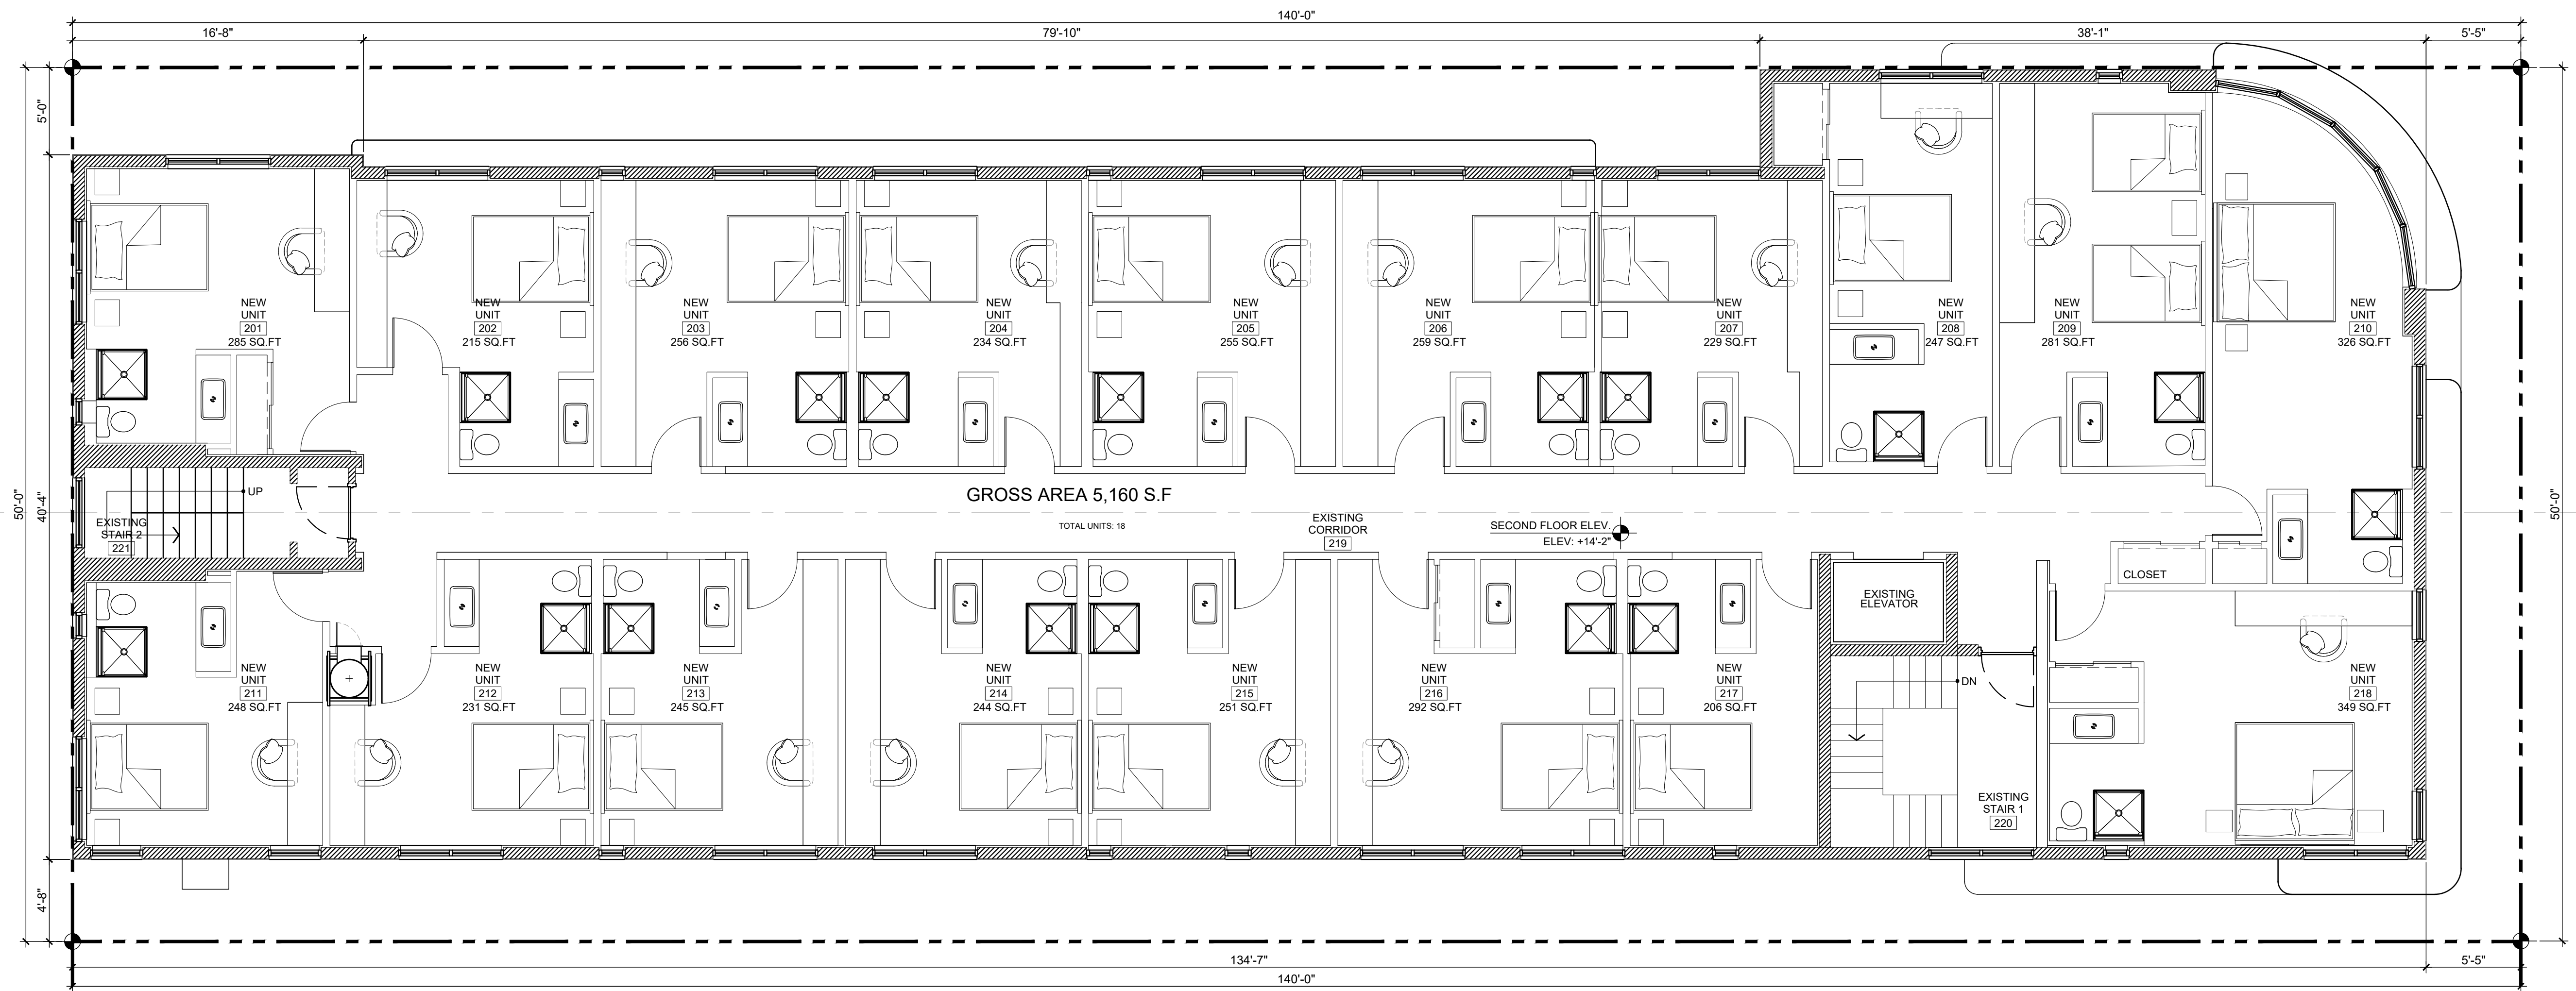 140'-0"
16'-8"
79'-10"
38'-1"
5'-5"
5'-0"
50'-0"
40'-4"
4'-8"
50'-0"
NEW
UNIT
201
285 SQ.FT
NEW
UNIT
202
215 SQ.FT
NEW
UNIT
203
256 SQ.FT
NEW
UNIT
204
234 SQ.FT
NEW
UNIT
205
255 SQ.FT
NEW
UNIT
206
259 SQ.FT
NEW
UNIT
207
229 SQ.FT
NEW
UNIT
208
247 SQ.FT
NEW
UNIT
209
281 SQ.FT
NEW
UNIT
210
326 SQ.FT
UP
EXISTING
STAIR 2
221
GROSS AREA 5,160 S.F
TOTAL UNITS: 18
EXISTING
CORRIDOR
219
SECOND FLOOR ELEV.
ELEV: +14'-2"
CLOSET
EXISTING
ELEVATOR
NEW
UNIT
211
248 SQ.FT
NEW
UNIT
212
231 SQ.FT
NEW
UNIT
213
245 SQ.FT
NEW
UNIT
214
244 SQ.FT
NEW
UNIT
215
251 SQ.FT
NEW
UNIT
216
292 SQ.FT
NEW
UNIT
217
206 SQ.FT
DN
EXISTING
STAIR 1
220
NEW
UNIT
218
349 SQ.FT
134'-7"
5'-5"
140'-0"